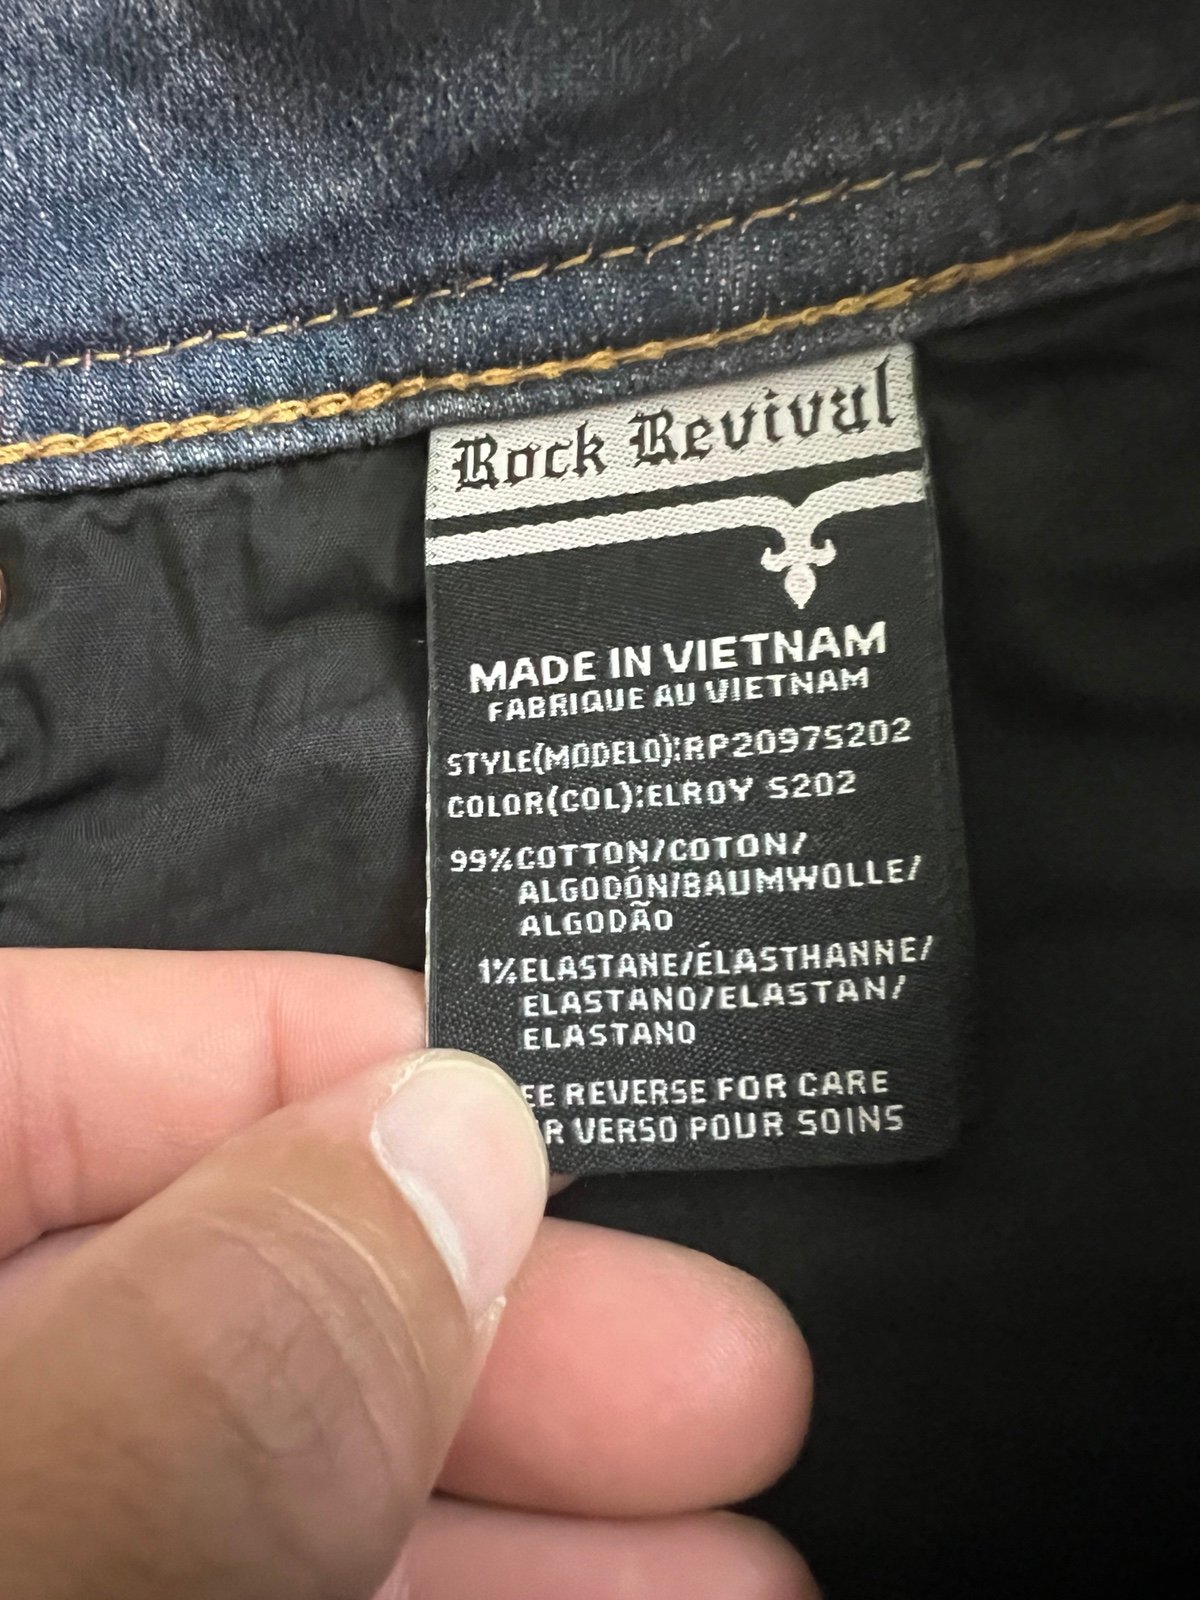 Rock Revival
MADE IN VIETNAM
FABRIQUE AU VIETNAM
STYLE(MODELO):RP2097S202
COLOR(COL):ELROY S202
99%COTTON/COTON/
ALGODÓN/BAUMWOLLE/
ALGODÃO
1%ELASTANE/ÉLASTHANNE/
ELASTANO/ELASTAN/
ELASTANO
REVERSE FOR CARE
VERSO POUR SOINS